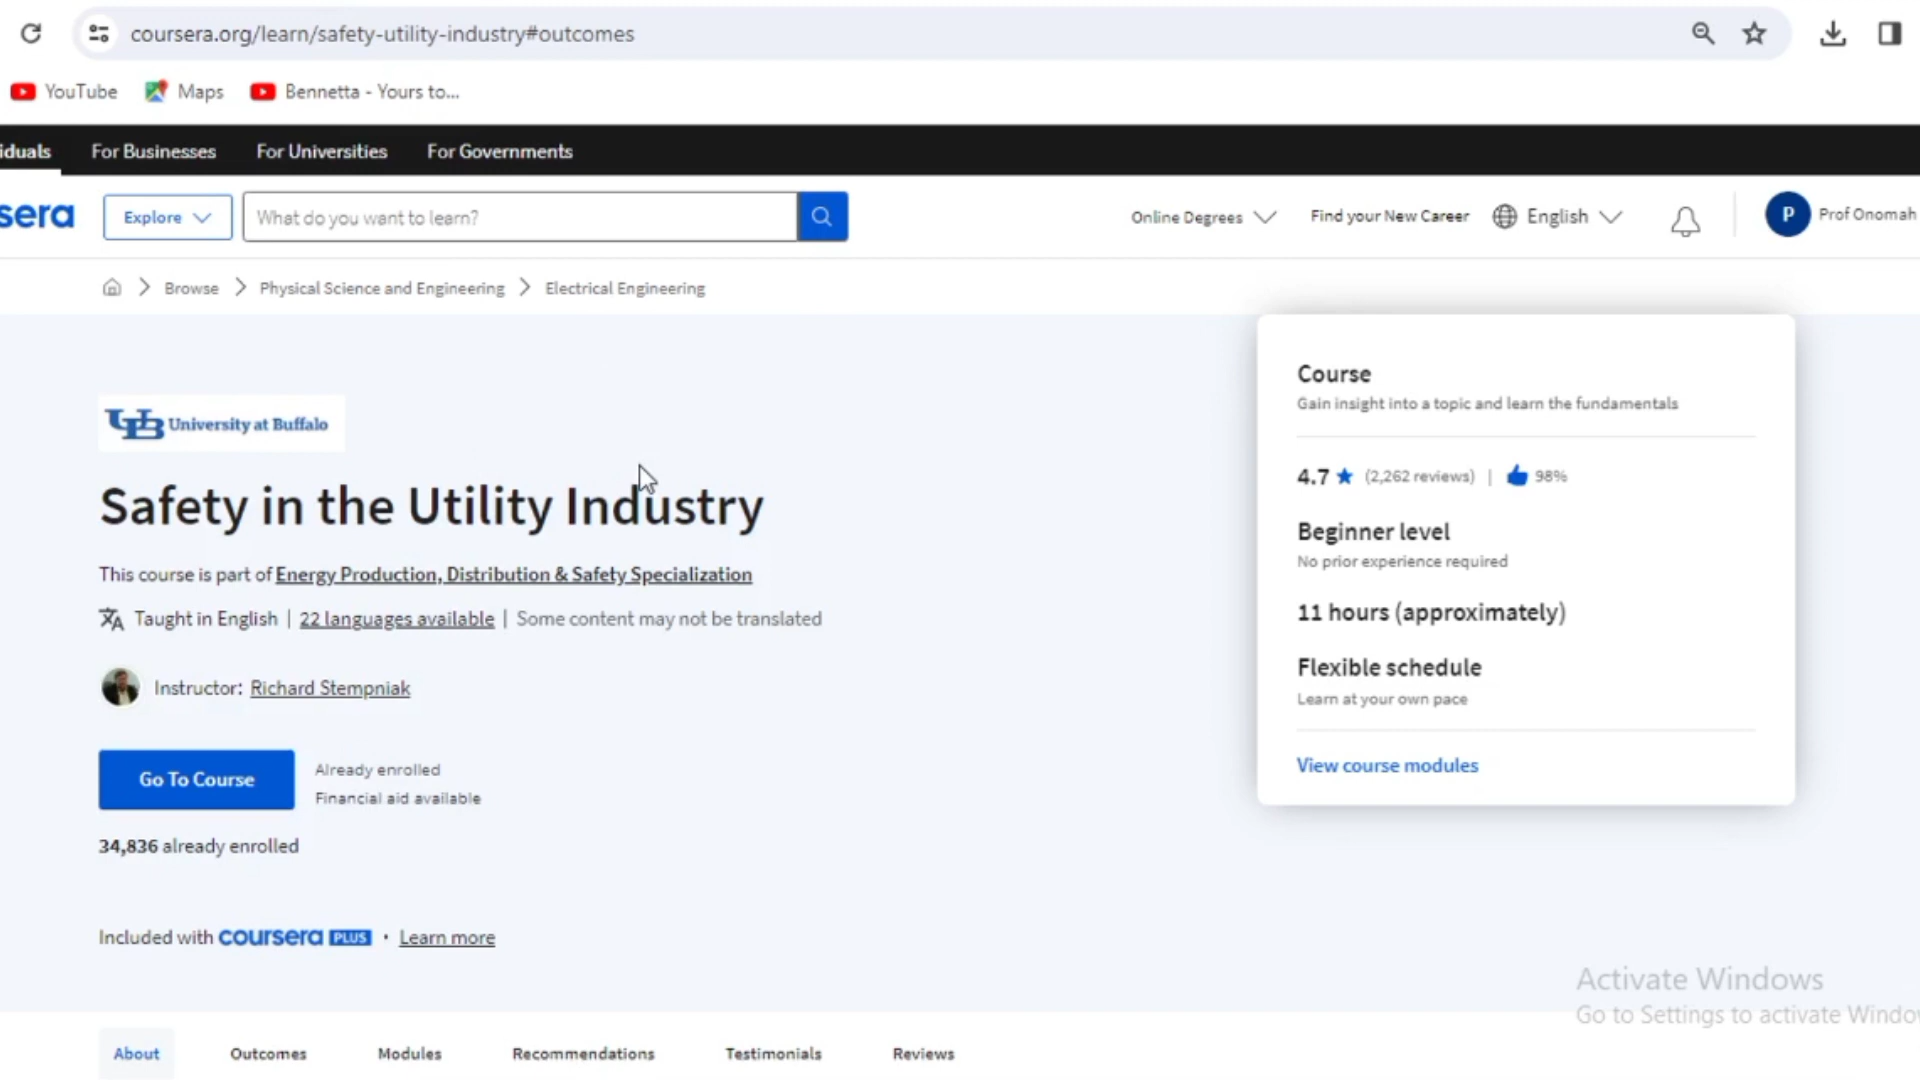 coursera.org/learn/safety-utility-industry#outcomes
YouTube Maps Bennetta - Yours to...
iduals For Businesses For Universities For Governments
sera Explore What do you want to learn? Online Degrees Find your New Career English P Prof Onomah
Browse Physical Science and Engineering Electrical Engineering
UB University at Buffalo
Safety in the Utility Industry
This course is part of Energy Production, Distribution & Safety Specialization
Taught in English | 22 languages available | Some content may not be translated
Instructor: Richard Stempniak
Go To Course
Already enrolled
Financial aid available
34,836 already enrolled
Included with coursera PLUS · Learn more
Course
Gain insight into a topic and learn the fundamentals
4.7 ★ (2,262 reviews) | 98%
Beginner level
No prior experience required
11 hours (approximately)
Flexible schedule
Learn at your own pace
View course modules
Activate Windows
Go to Settings to activate Windo
About Outcomes Modules Recommendations Testimonials Reviews